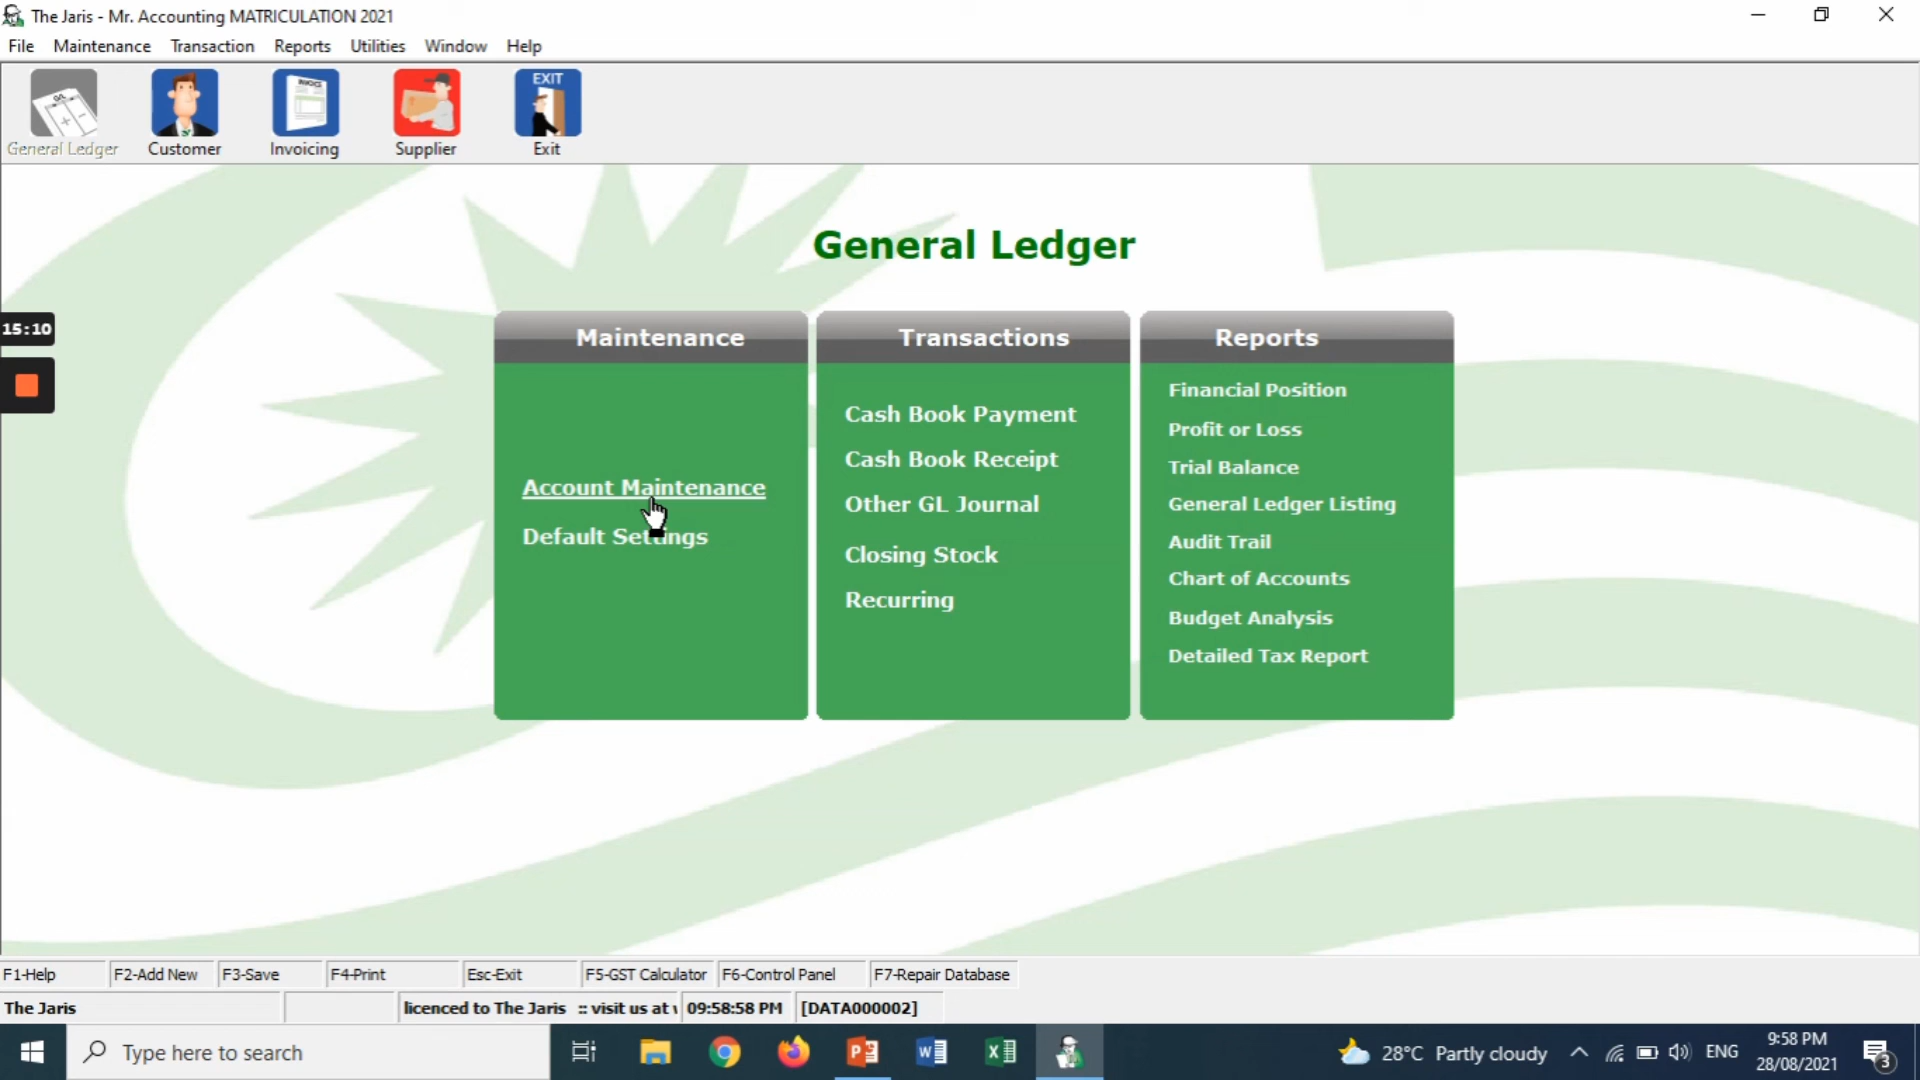 The Jaris - Mr. Accounting MATRICULATION 2021
File Maintenance Transaction Reports Utilities Window Help
INVOICE
EXIT
General Ledger Customer Invoicing Supplier Exit
General Ledger
15:10
Maintenance
Account Maintenance
Default Settings
Transactions
Cash Book Payment
Cash Book Receipt
Other GL Journal
Closing Stock
Recurring
Reports
Financial Position
Profit or Loss
Trial Balance
General Ledger Listing
Audit Trail
Chart of Accounts
Budget Analysis
Detailed Tax Report
F1-Help F2-Add New F3-Save F4-Print Esc-Exit F5-GST Calculator F6-Control Panel F7-Repair Database
The Jaris licenced to The Jaris :: visit us at 09:58:58 PM [DATA000002]
Type here to search 28°C Partly cloudy ENG 9:58 PM
28/08/2021 3